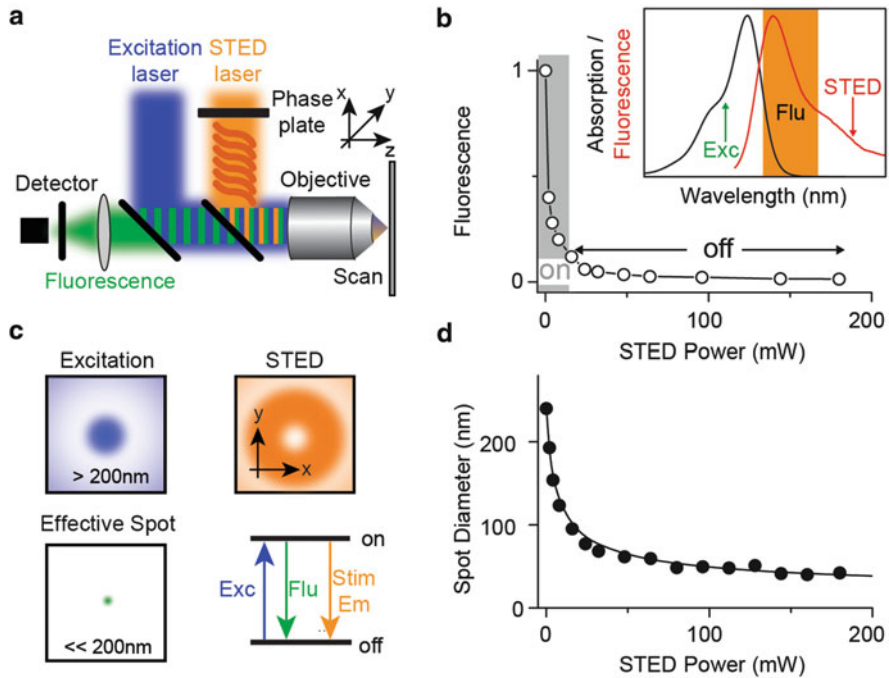 a
Excitation
laser
STED
laser
Phase
plate
x
y
z
Detector
Objective
Fluorescence
Scan
b
Fluorescence
1
0
on
off
0
100
200
STED Power (mW)
Absorption /
Fluorescence
Exc
Flu
STED
Wavelength (nm)
c
Excitation
> 200nm
STED
y
x
Effective Spot
<< 200nm
on
Exc
Flu
Stim
Em
off
d
Spot Diameter (nm)
200
100
0
0
100
200
STED Power (mW)